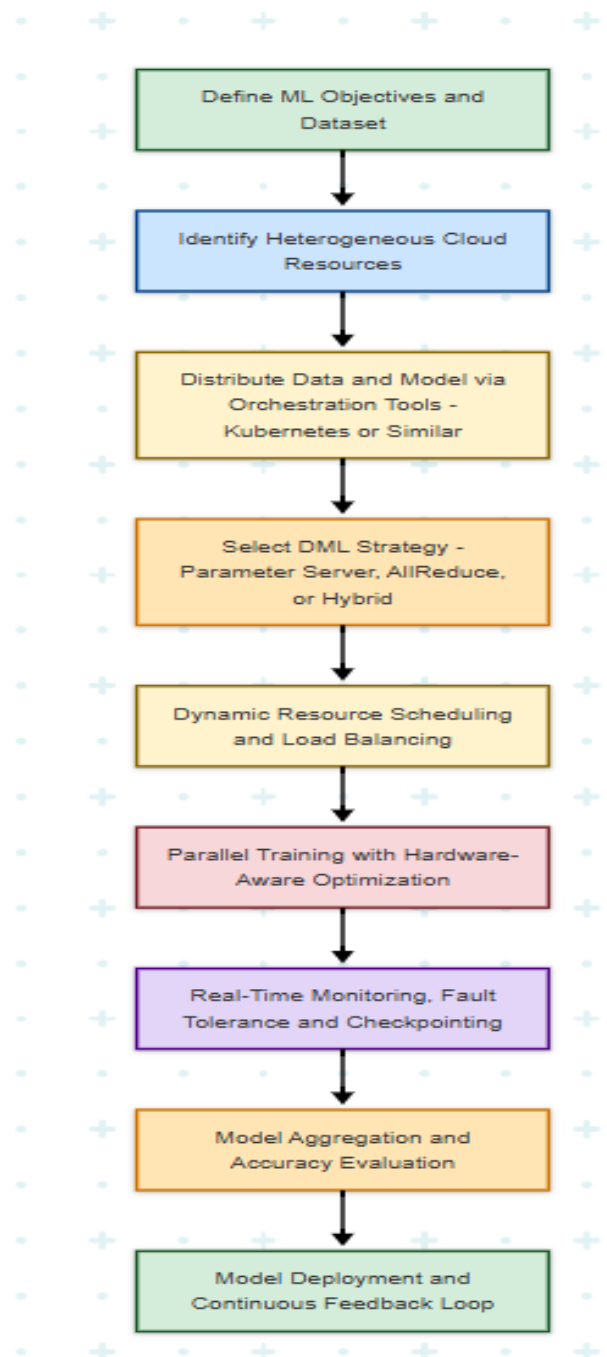 Define ML Objectives and
Dataset
Identify Heterogeneous Cloud
Resources
Distribute Data and Model via
Orchestration Tools -
Kubernetes or Similar
Select DML Strategy -
Parameter Server, AllReduce,
or Hybrid
Dynamic Resource Scheduling
and Load Balancing
Parallel Training with Hardware-
Aware Optimization
Real-Time Monitoring, Fault
Tolerance and Checkpointing
Model Aggregation and
Accuracy Evaluation
Model Deployment and
Continuous Feedback Loop